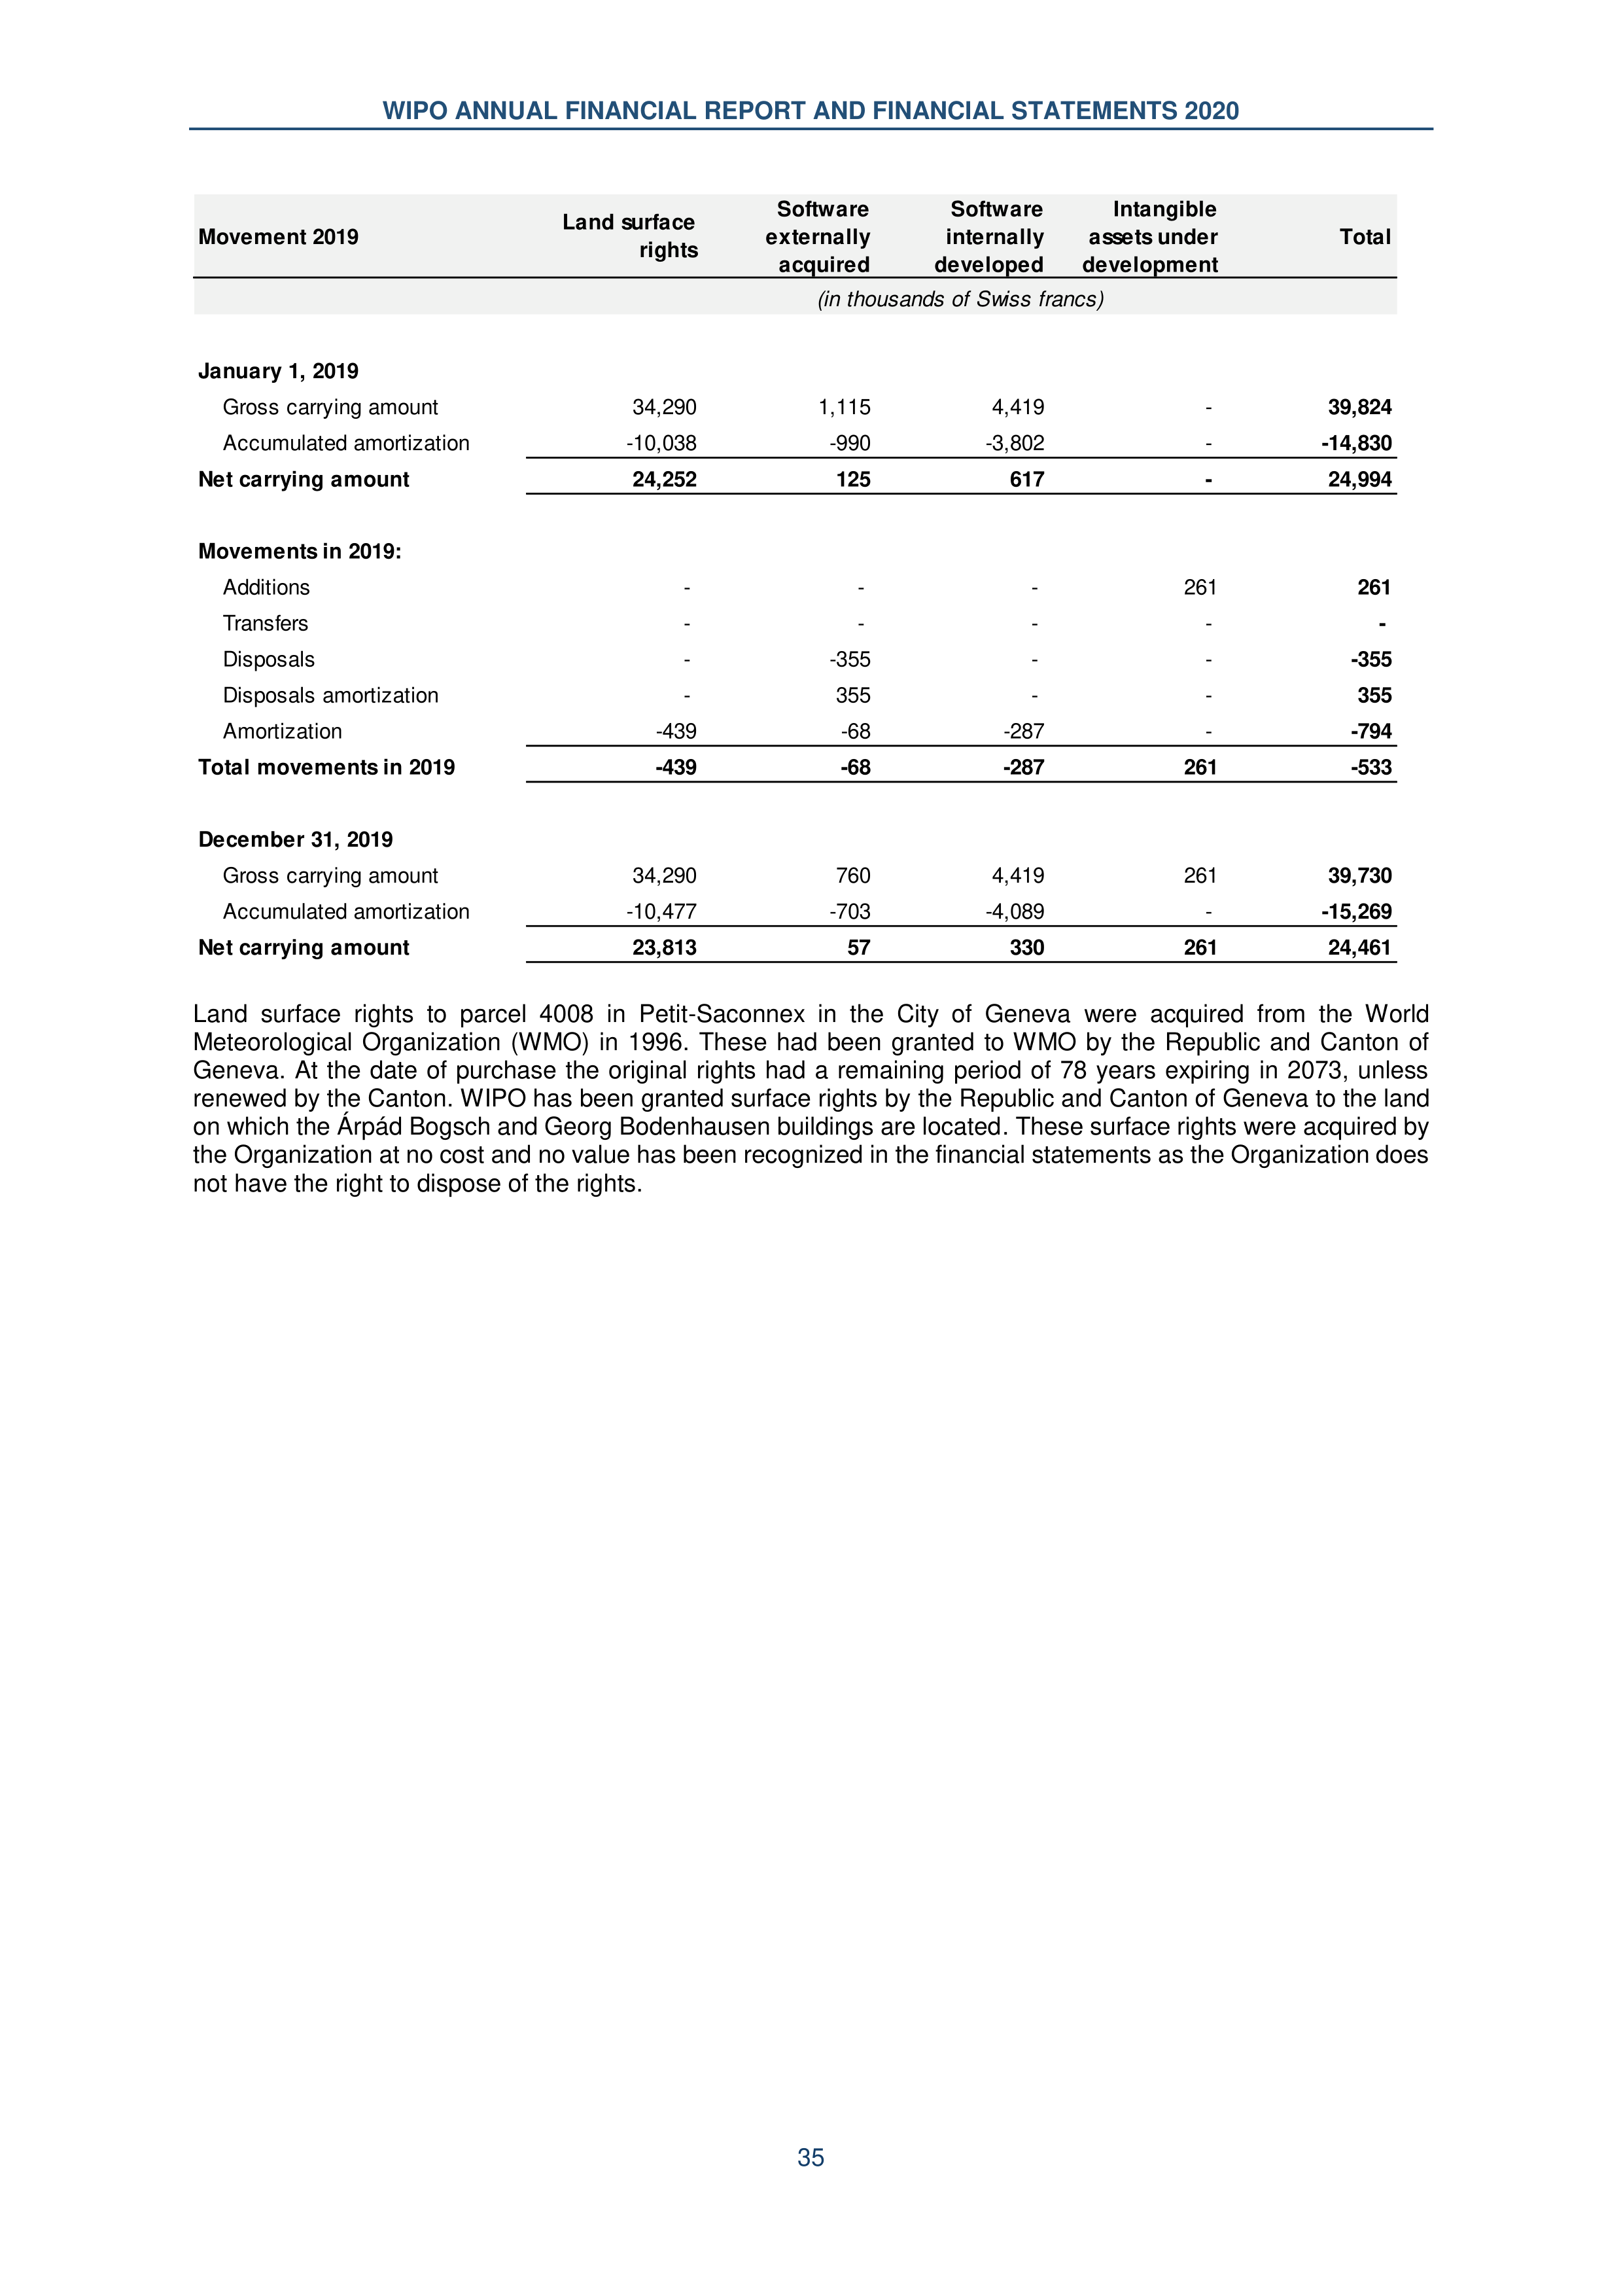 WIPO ANNUAL FINANCIAL REPORT AND FINANCIAL STATEMENTS 2020
Movement 2019 Land surface rights Software externally acquired Software internally developed Intangible assets under development Total
(in thousands of Swiss francs)
January 1, 2019
Gross carrying amount 34,290 1,115 4,419 - 39,824
Accumulated amortization -10,038 -990 -3,802 - -14,830
Net carrying amount 24,252 125 617 - 24,994
Movements in 2019:
Additions - - - 261 261
Transfers - - - - -
Disposals - -355 - - -355
Disposals amortization - 355 - - 355
Amortization -439 -68 -287 - -794
Total movements in 2019 -439 -68 -287 261 -533
December 31, 2019
Gross carrying amount 34,290 760 4,419 261 39,730
Accumulated amortization -10,477 -703 -4,089 - -15,269
Net carrying amount 23,813 57 330 261 24,461
Land surface rights to parcel 4008 in Petit-Saconnex in the City of Geneva were acquired from the World
Meteorological Organization (WMO) in 1996. These had been granted to WMO by the Republic and Canton of
Geneva. At the date of purchase the original rights had a remaining period of 78 years expiring in 2073, unless
renewed by the Canton. WIPO has been granted surface rights by the Republic and Canton of Geneva to the land
on which the Árpád Bogsch and Georg Bodenhausen buildings are located. These surface rights were acquired by
the Organization at no cost and no value has been recognized in the financial statements as the Organization does
not have the right to dispose of the rights.
35